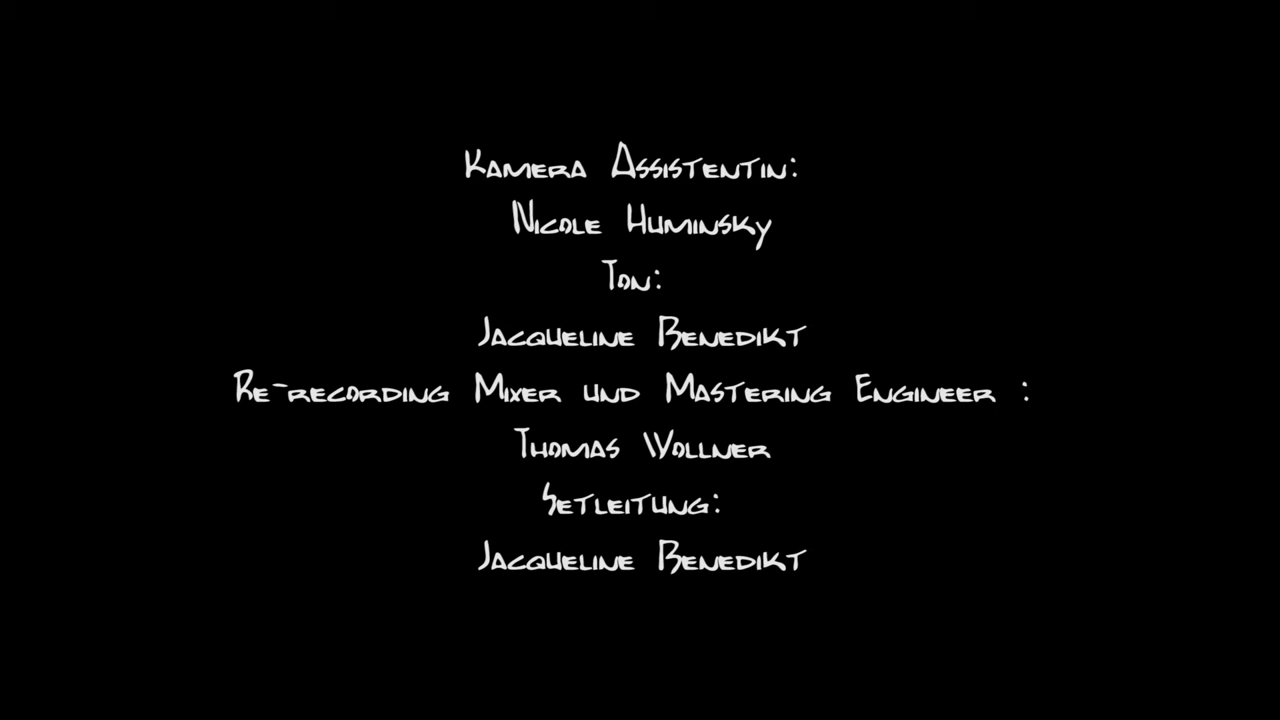 Kamera Assistentin:
Nicole Huminsky
Ton:
Jacqueline Benedikt
Re-recording Mixer und Mastering Engineer :
Thomas Wollner
Setleitung:
Jacqueline Benedikt